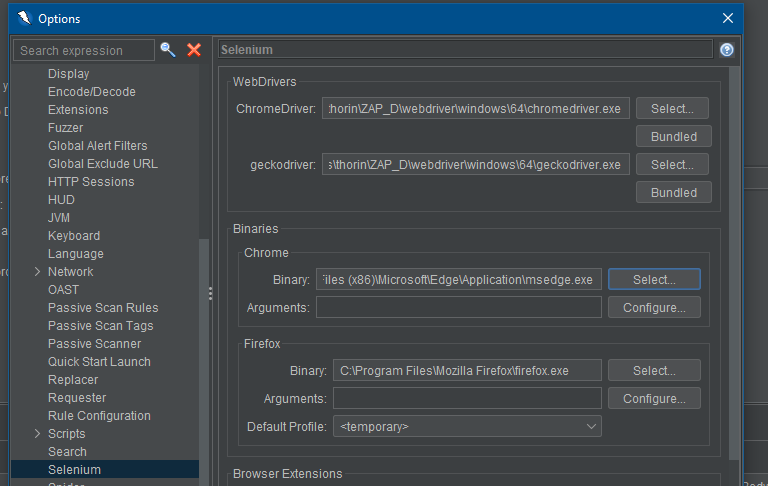 Options
Search expression
Selenium
Display
Encode/Decode
Extensions
Fuzzer
Global Alert Filters
Global Exclude URL
HTTP Sessions
HUD
JVM
Keyboard
Language
Network
OAST
Passive Scan Rules
Passive Scan Tags
Passive Scanner
Quick Start Launch
Replacer
Requester
Rule Configuration
Scripts
Search
Selenium
WebDrivers
ChromeDriver: :horin\ZAP_D\webdriver\windows\64\chromedriver.exe Select...
Bundled
geckodriver: s\thorin\ZAP_D\webdriver\windows\64\geckodriver.exe Select...
Bundled
Binaries
Chrome
Binary: Files (x86)\Microsoft\Edge\Application\msedge.exe Select...
Arguments: Configure...
Firefox
Binary: C:\Program Files\Mozilla Firefox\firefox.exe Select...
Arguments: Configure...
Default Profile: <temporary>
Browser Extensions